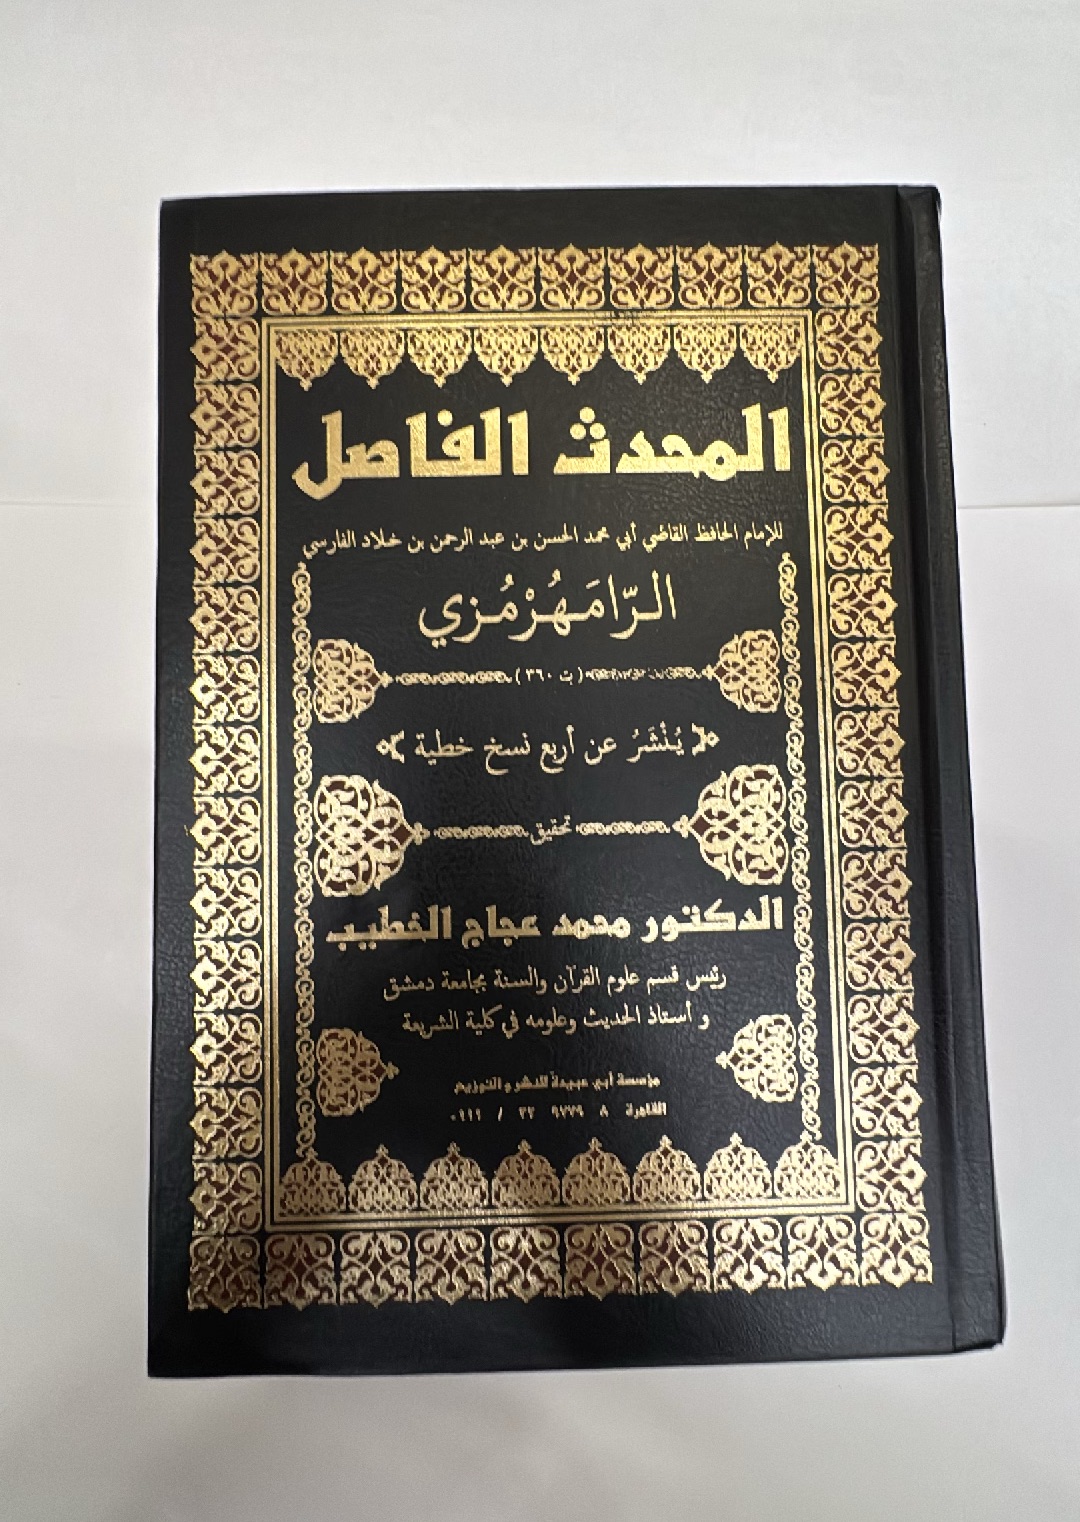 المحدث الفاصل
للإمام الحافظ القاضي أبي محمد الحسن بن عبد الرحمن بن خلاد الفارسي
الرّامَهُرْمُزي
(ت ٣٦٠)
يُنْشَرُ عن أربع نسخ خطية
تحقيق
الدكتور محمد عجاج الخطيب
رئيس قسم علوم القرآن والسنة بجامعة دمشق
و أستاذ الحديث وعلومه في كلية الشريعة
مؤسسة أبي عبيدة للنشر و التوزيع
القاهرة